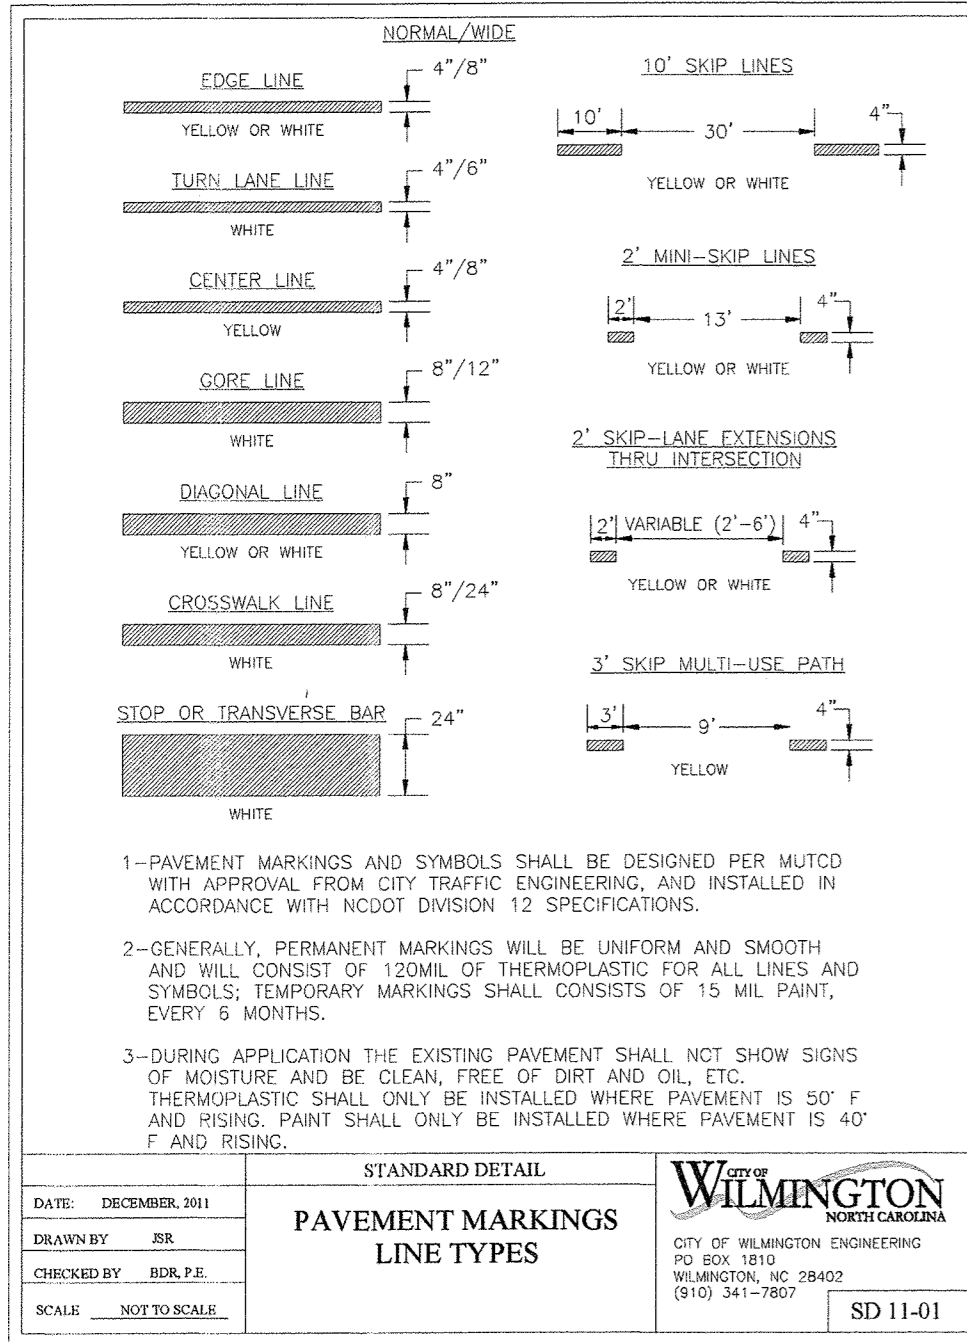 NORMAL/WIDE
EDGE LINE
4"/8"
YELLOW OR WHITE
TURN LANE LINE
4"/6"
WHITE
CENTER LINE
4"/8"
YELLOW
GORE LINE
8"/12"
WHITE
DIAGONAL LINE
8"
YELLOW OR WHITE
CROSSWALK LINE
8"/24"
WHITE
STOP OR TRANSVERSE BAR
24"
WHITE
10' SKIP LINES
10'
30'
4"
YELLOW OR WHITE
2' MINI-SKIP LINES
2'
13'
4"
YELLOW OR WHITE
2' SKIP-LANE EXTENSIONS
THRU INTERSECTION
2' VARIABLE (2'-6') 4"
YELLOW OR WHITE
3' SKIP MULTI-USE PATH
3'
9'
4"
YELLOW
1-PAVEMENT MARKINGS AND SYMBOLS SHALL BE DESIGNED PER MUTCD
WITH APPROVAL FROM CITY TRAFFIC ENGINEERING, AND INSTALLED IN
ACCORDANCE WITH NCDOT DIVISION 12 SPECIFICATIONS.
2-GENERALLY, PERMANENT MARKINGS WILL BE UNIFORM AND SMOOTH
AND WILL CONSIST OF 120MIL OF THERMOPLASTIC FOR ALL LINES AND
SYMBOLS; TEMPORARY MARKINGS SHALL CONSISTS OF 15 MIL PAINT,
EVERY 6 MONTHS.
3-DURING APPLICATION THE EXISTING PAVEMENT SHALL NOT SHOW SIGNS
OF MOISTURE AND BE CLEAN, FREE OF DIRT AND OIL, ETC.
THERMOPLASTIC SHALL ONLY BE INSTALLED WHERE PAVEMENT IS 50° F
AND RISING. PAINT SHALL ONLY BE INSTALLED WHERE PAVEMENT IS 40°
F AND RISING.
DATE: DECEMBER, 2011
DRAWN BY JSR
CHECKED BY BDR, P.E.
SCALE NOT TO SCALE
STANDARD DETAIL
PAVEMENT MARKINGS
LINE TYPES
CITY OF
WILMINGTON
NORTH CAROLINA
CITY OF WILMINGTON ENGINEERING
PO BOX 1810
WILMINGTON, NC 28402
(910) 341-7807
SD 11-01